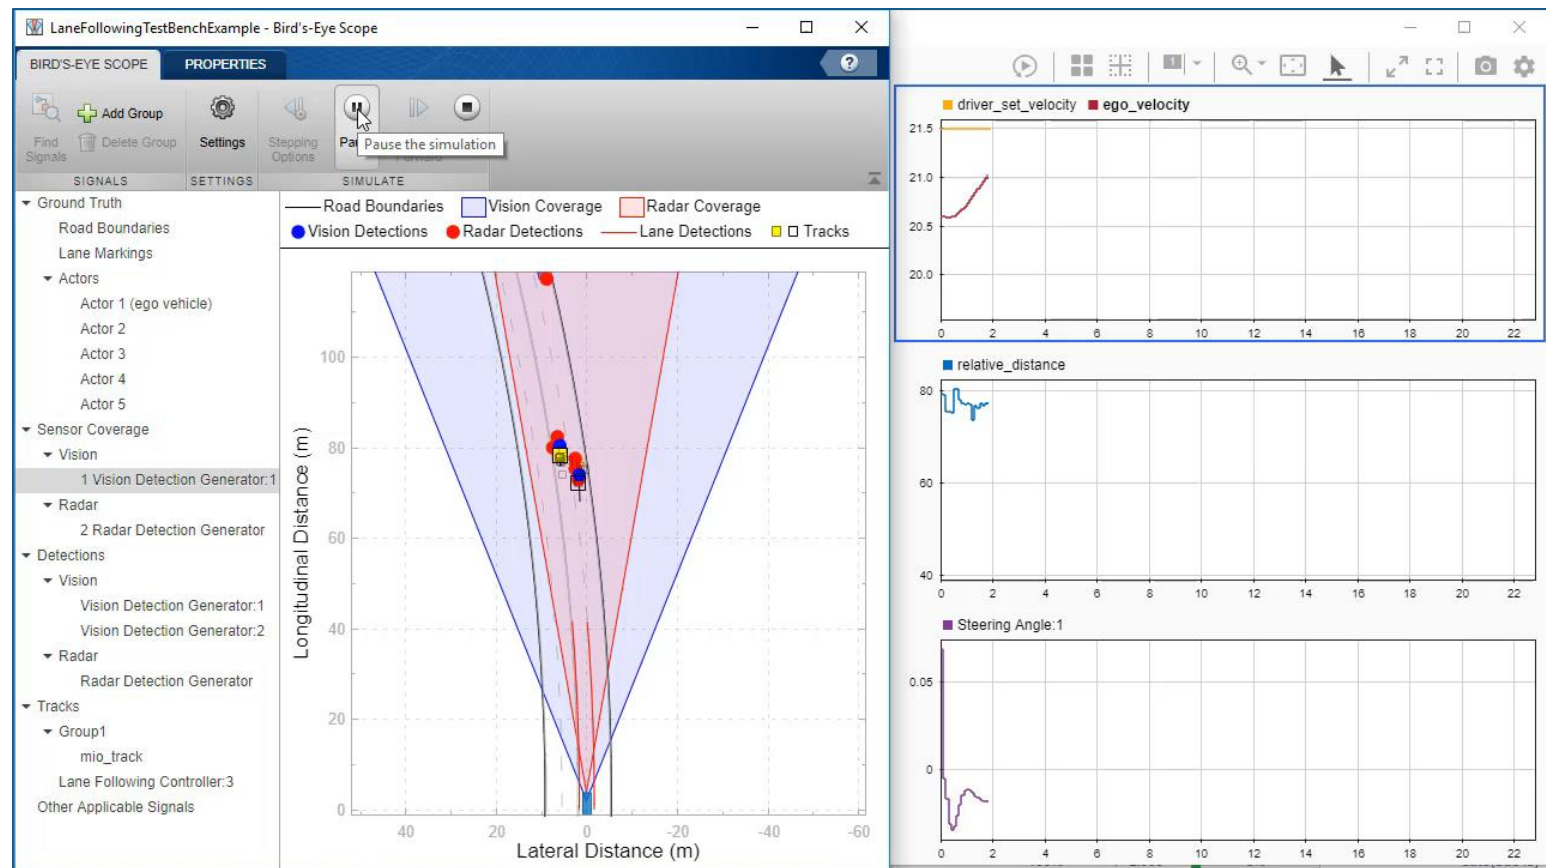 LaneFollowingTestBenchExample - Bird's-Eye Scope
BIRD'S-EYE SCOPE PROPERTIES
?
Add Group
Delete Group
Find
Signals
Settings
Stepping
Options
Pause the simulation
SIGNALS SETTINGS SIMULATE
Ground Truth
Road Boundaries
Lane Markings
Actors
Actor 1 (ego vehicle)
Actor 2
Actor 3
Actor 4
Actor 5
Sensor Coverage
Vision
1 Vision Detection Generator:1
Radar
2 Radar Detection Generator
Detections
Vision
Vision Detection Generator:1
Vision Detection Generator:2
Radar
Radar Detection Generator
Tracks
Group1
mio_track
Lane Following Controller:3
Other Applicable Signals
Road Boundaries Vision Coverage Radar Coverage
Vision Detections Radar Detections Lane Detections Tracks
Longitudinal Distance (m)
100
80
60
40
20
0
40 20 0 -20 -40 -60
Lateral Distance (m)
1
driver_set_velocity ego_velocity
21.5
21.0
20.5
20.0
0 2 4 6 8 10 12 14 16 18 20 22
relative_distance
80
60
40
0 2 4 6 8 10 12 14 16 18 20 22
Steering Angle:1
0.05
0
0 2 4 6 8 10 12 14 16 18 20 22